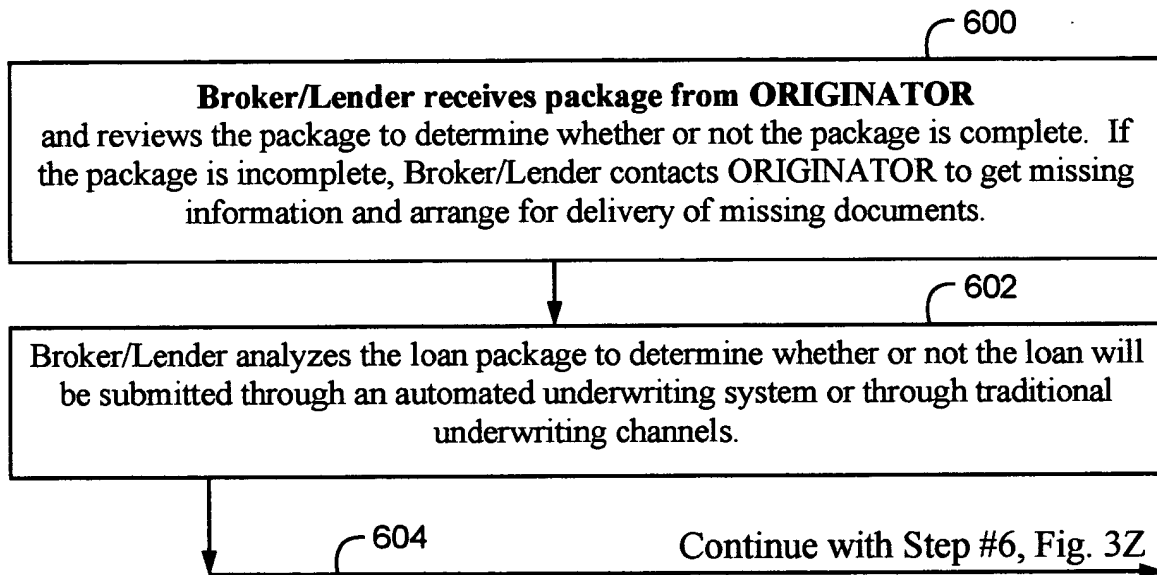 600
Broker/Lender receives package from ORIGINATOR
and reviews the package to determine whether or not the package is complete. If
the package is incomplete, Broker/Lender contacts ORIGINATOR to get missing
information and arrange for delivery of missing documents.
602
Broker/Lender analyzes the loan package to determine whether or not the loan will
be submitted through an automated underwriting system or through traditional
underwriting channels.
604
Continue with Step #6, Fig. 3Z